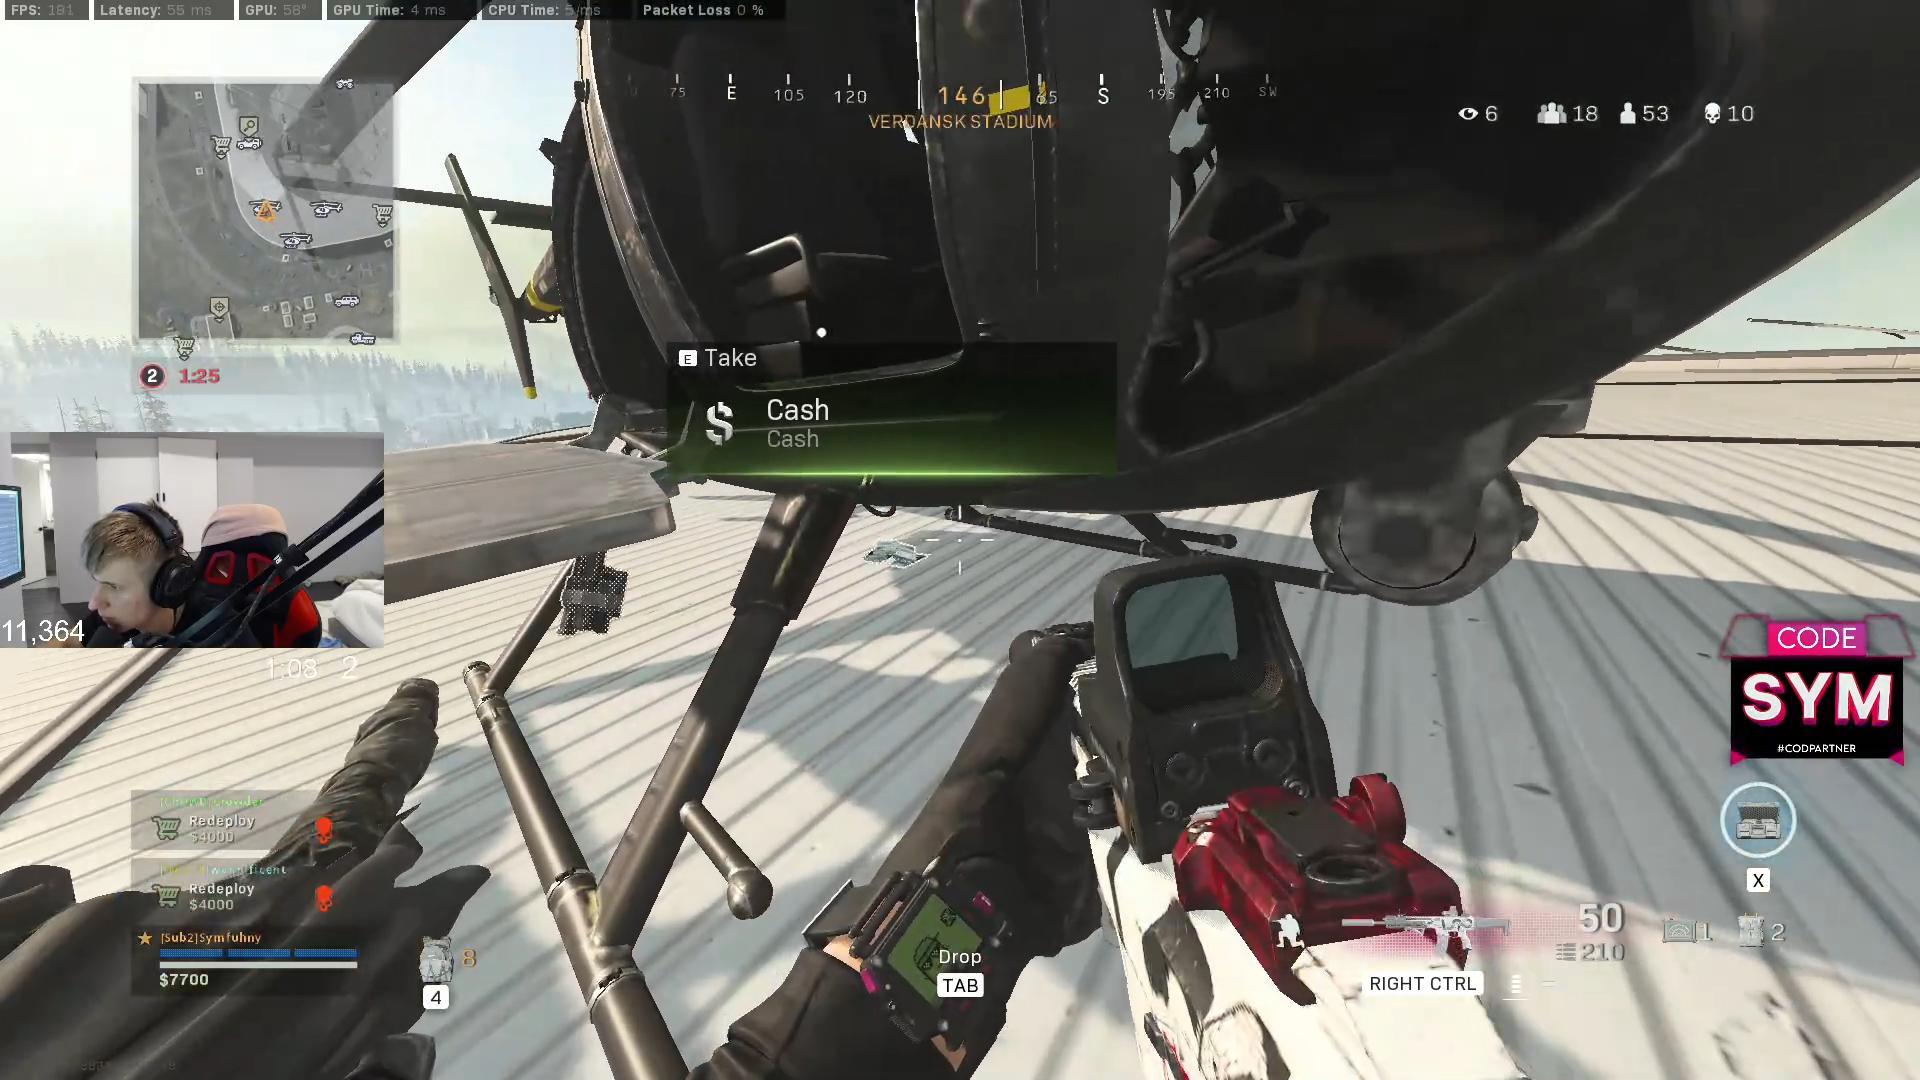 FPS: 191 Latency: 55 ms GPU: 58° GPU Time: 4 ms CPU Time: 5 ms Packet Loss 0 %
75 E 105 120 146 S 195 210 SW
VERDANSK STADIUM
6 18 53 10
2 1:25
E Take
$ Cash
Cash
11,364
1:08 2
CODE
SYM
#CODPARTNER
X
Redeploy
$4000
Redeploy
$4000
[Sub2]Symfuhny
$7700
8
4
Drop
TAB
50
210
1 2
RIGHT CTRL